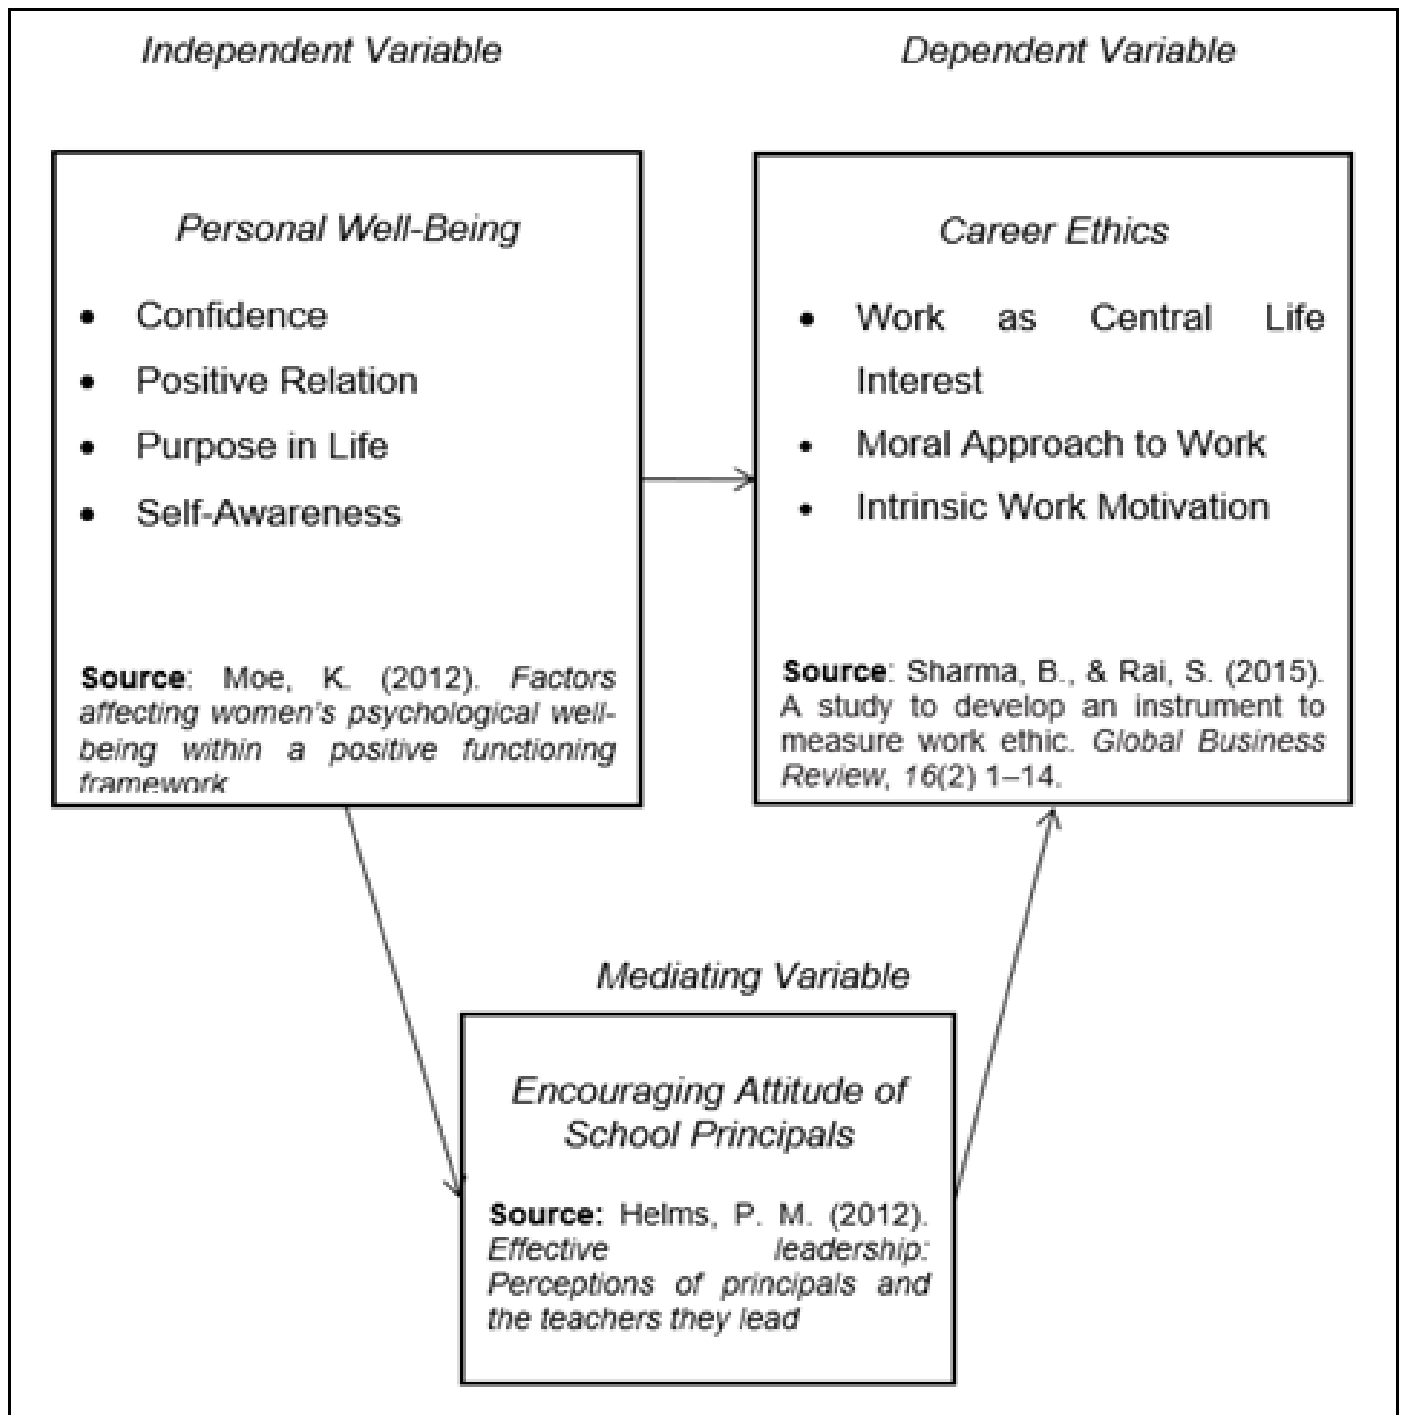 Independent Variable
Dependent Variable
Personal Well-Being
• Confidence
• Positive Relation
• Purpose in Life
• Self-Awareness
Source: Moe, K. (2012). Factors
affecting women's psychological well-
being within a positive functioning
framework
Career Ethics
• Work as Central Life
Interest
• Moral Approach to Work
• Intrinsic Work Motivation
Source: Sharma, B., & Rai, S. (2015).
A study to develop an instrument to
measure work ethic. Global Business
Review, 16(2) 1–14.
Mediating Variable
Encouraging Attitude of
School Principals
Source: Helms, P. M. (2012).
Effective leadership:
Perceptions of principals and
the teachers they lead